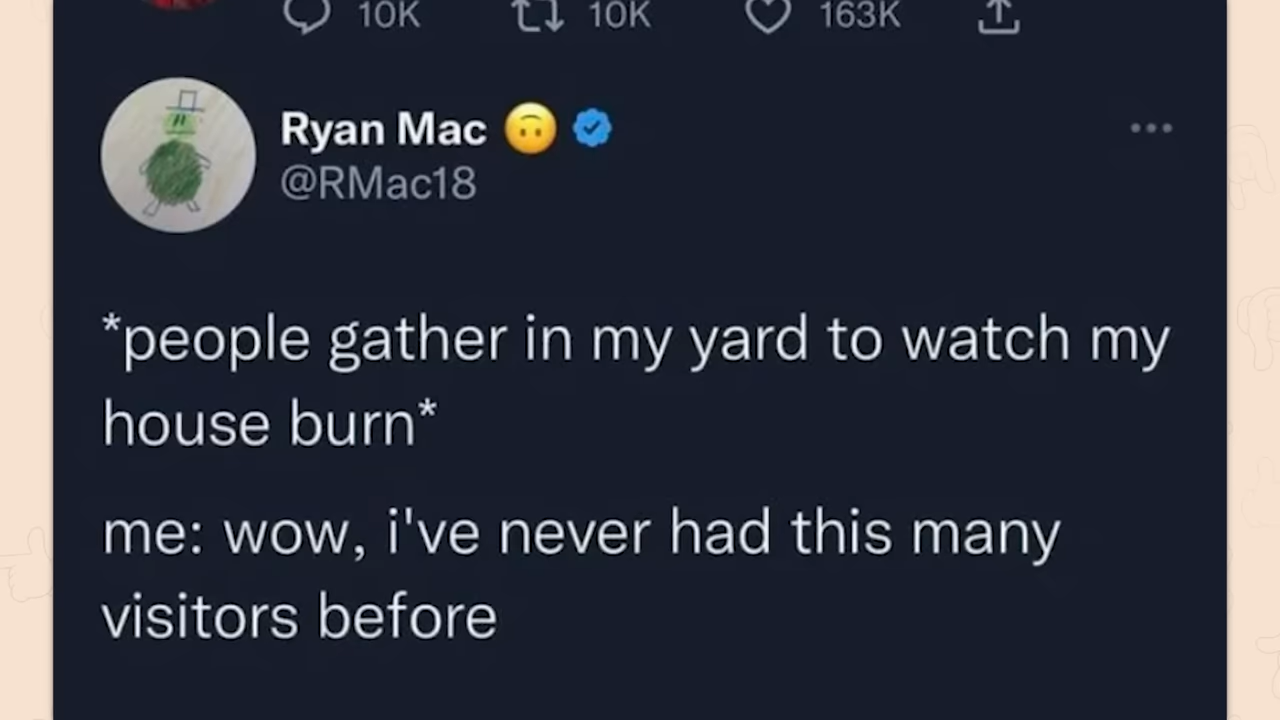 10K 10K 163K
Ryan Mac 🙃
@RMac18
*people gather in my yard to watch my
house burn*
me: wow, i've never had this many
visitors before